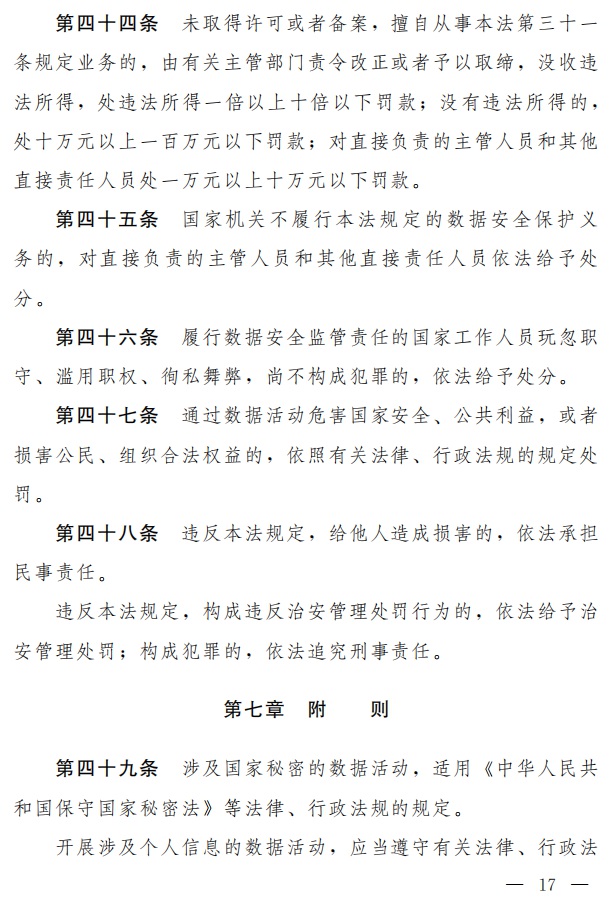 第四十四条　未取得许可或者备案，擅自从事本法第三十一
条规定业务的，由有关主管部门责令改正或者予以取缔，没收违
法所得，处违法所得一倍以上十倍以下罚款；没有违法所得的，
处十万元以上一百万元以下罚款；对直接负责的主管人员和其他
直接责任人员处一万元以上十万元以下罚款。
第四十五条　国家机关不履行本法规定的数据安全保护义
务的，对直接负责的主管人员和其他直接责任人员依法给予处
分。
第四十六条　履行数据安全监管责任的国家工作人员玩忽职
守、滥用职权、徇私舞弊，尚不构成犯罪的，依法给予处分。
第四十七条　通过数据活动危害国家安全、公共利益，或者
损害公民、组织合法权益的，依照有关法律、行政法规的规定处
罚。
第四十八条　违反本法规定，给他人造成损害的，依法承担
民事责任。
违反本法规定，构成违反治安管理处罚行为的，依法给予治
安管理处罚；构成犯罪的，依法追究刑事责任。
第七章　附　　则
第四十九条　涉及国家秘密的数据活动，适用《中华人民共
和国保守国家秘密法》等法律、行政法规的规定。
开展涉及个人信息的数据活动，应当遵守有关法律、行政法
— 17 —